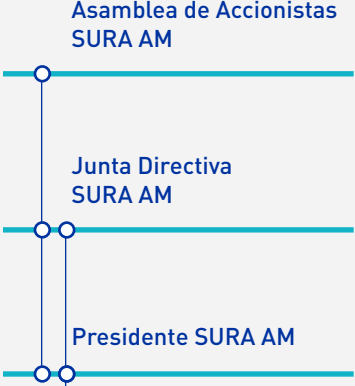 Asamblea de Accionistas
SURA AM
Junta Directiva
SURA AM
Presidente SURA AM